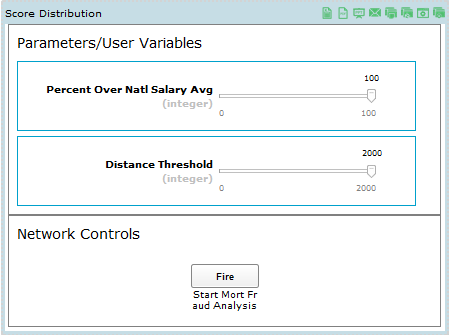 Score Distribution
Parameters/User Variables
100
Percent Over Natl Salary Avg
(integer)
0 100
2000
Distance Threshold
(integer)
0 2000
Network Controls
Fire
Start Mort Fr
aud Analysis